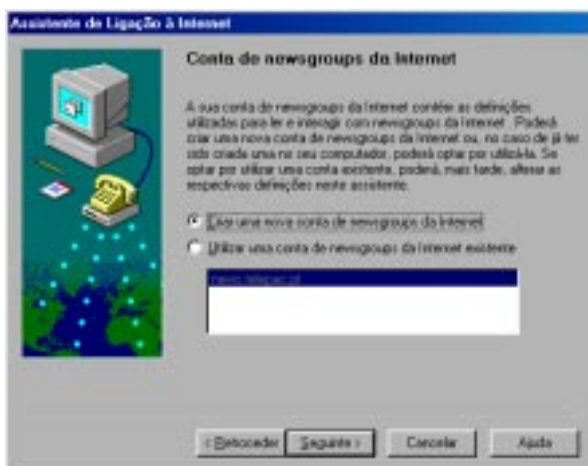 Assistente de Ligação à Internet
Conta de newsgroups da Internet
A sua conta de newsgroups da Internet contém as definições
utilizadas para ler e interagir com newsgroups da Internet. Poderá
criar uma nova conta de newsgroups da Internet ou, no caso de já ter
sido criada uma no seu computador, poderá optar por utilizá-la. Se
optar por utilizar uma conta existente, poderá, mais tarde, alterar as
respectivas definições neste assistente.
Criar uma nova conta de newsgroups da Internet
Utilizar uma conta de newsgroups da Internet existente
news.telepac.pt
< Retroceder Seguinte > Cancelar Ajuda